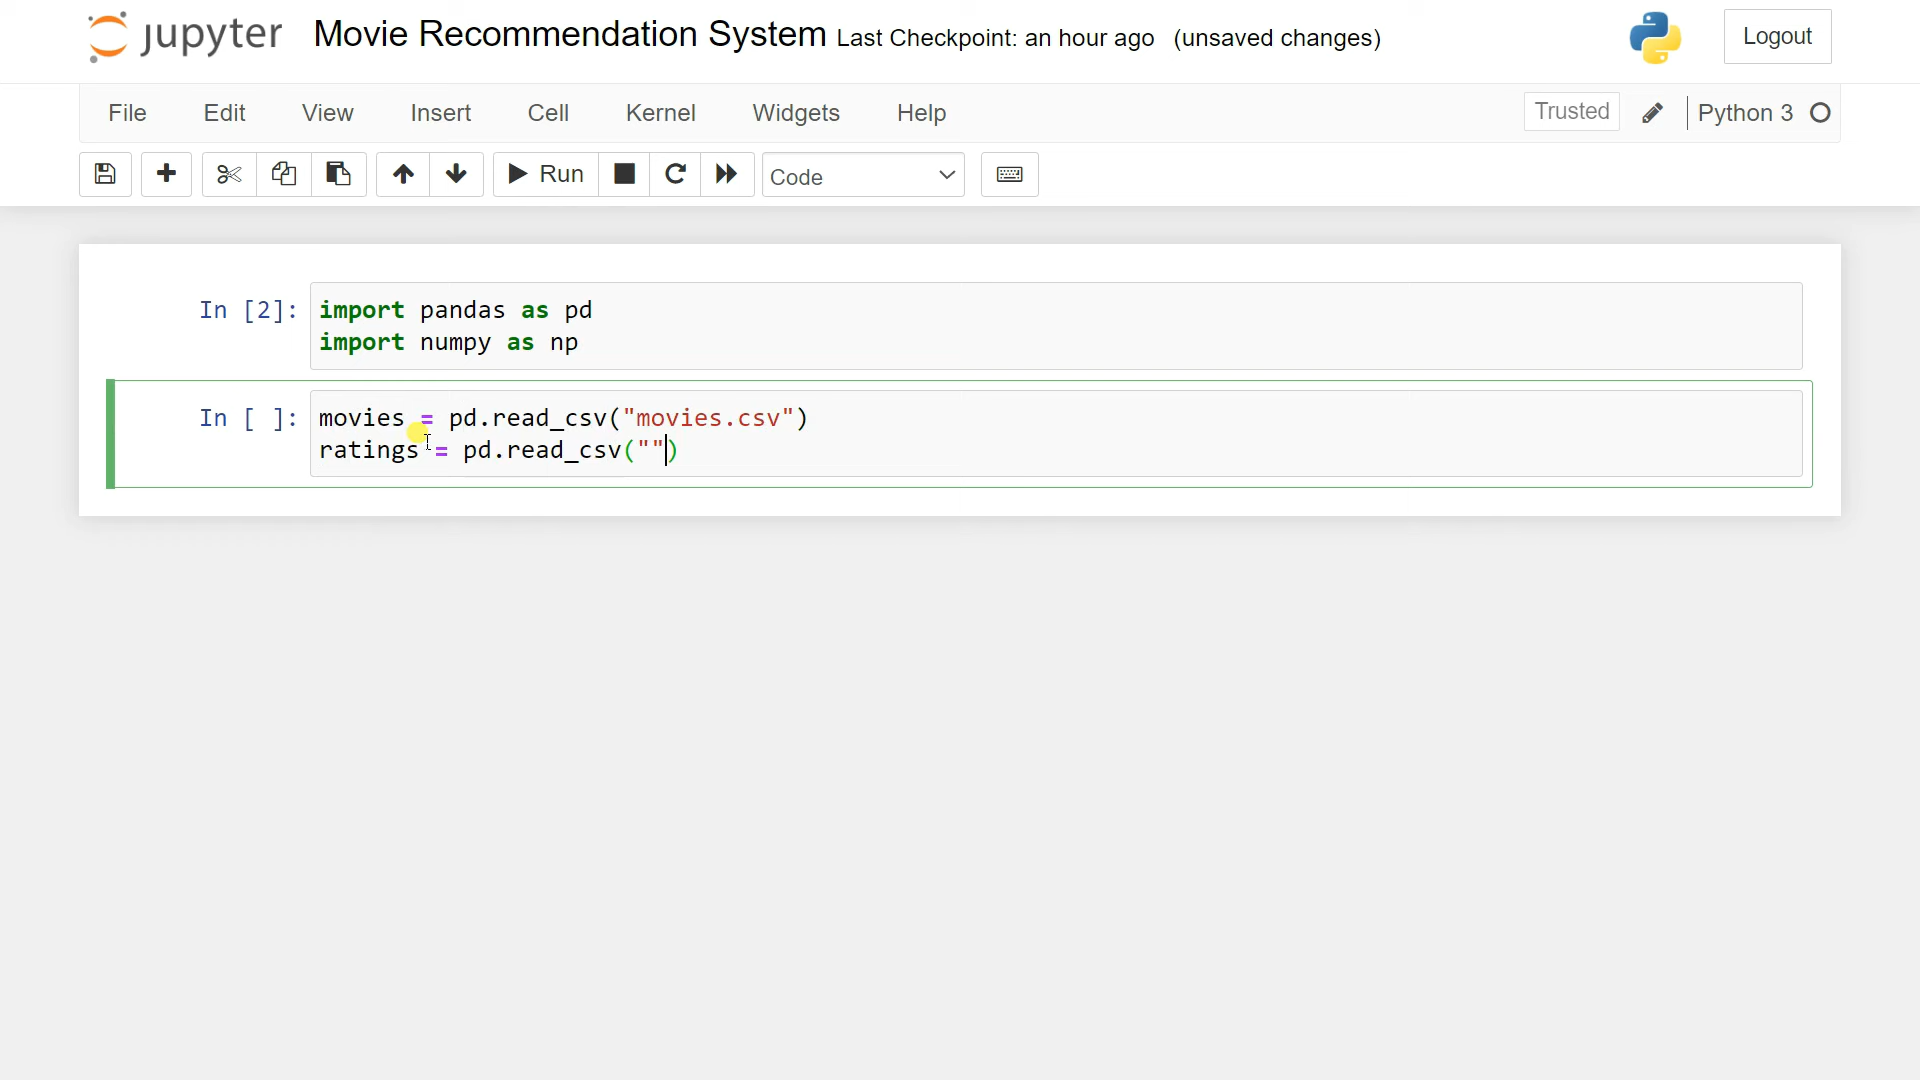 jupyter Movie Recommendation System Last Checkpoint: an hour ago (unsaved changes) Logout
File Edit View Insert Cell Kernel Widgets Help Trusted Python 3
Run Code
In [2]: import pandas as pd
import numpy as np
In [ ]: movies = pd.read_csv("movies.csv")
ratings = pd.read_csv("")